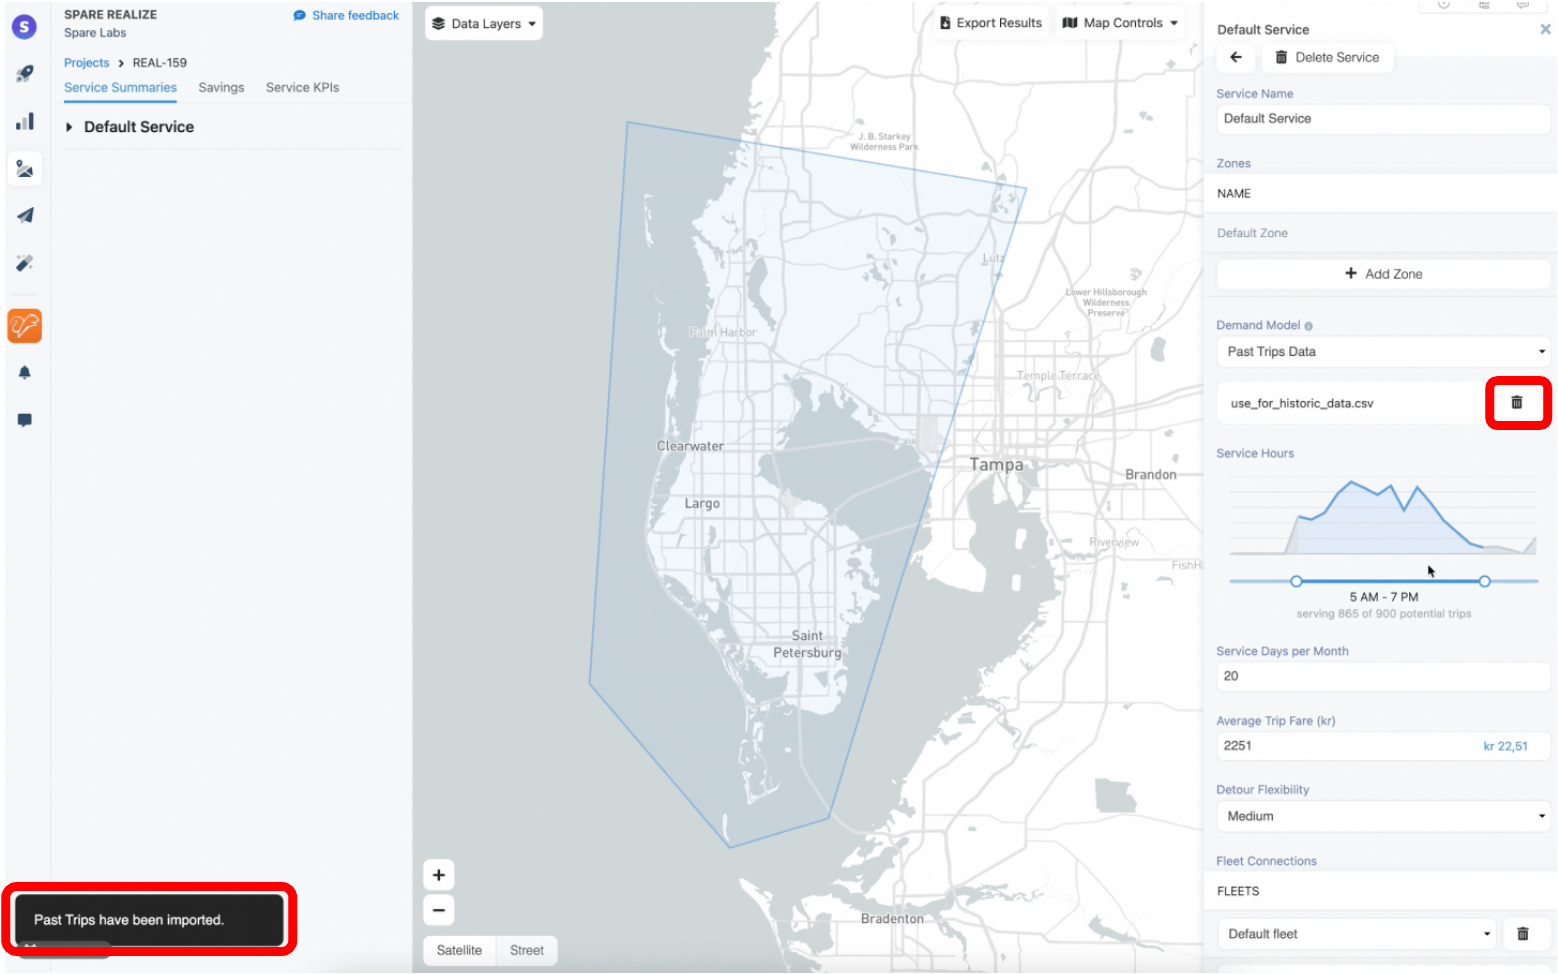 SPARE REALIZE
Share feedback
Spare Labs
Projects > REAL-159
Service Summaries
Savings
Service KPIs
Default Service
Past Trips have been imported.
Data Layers
Export Results
Map Controls
J. B. Starkey
Wilderness Park
Lutz
Lower Hillsborough
Wilderness
Preserve
Palm Harbor
Temple Terrace
Clearwater
Tampa
Brandon
Largo
Riverview
FishH
Saint
Petersburg
Bradenton
+
−
Satellite
Street
Default Service
Delete Service
Service Name
Default Service
Zones
NAME
Default Zone
+ Add Zone
Demand Model
Past Trips Data
use_for_historic_data.csv
Service Hours
5 AM - 7 PM
serving 865 of 900 potential trips
Service Days per Month
20
Average Trip Fare (kr)
2251
kr 22,51
Detour Flexibility
Medium
Fleet Connections
FLEETS
Default fleet